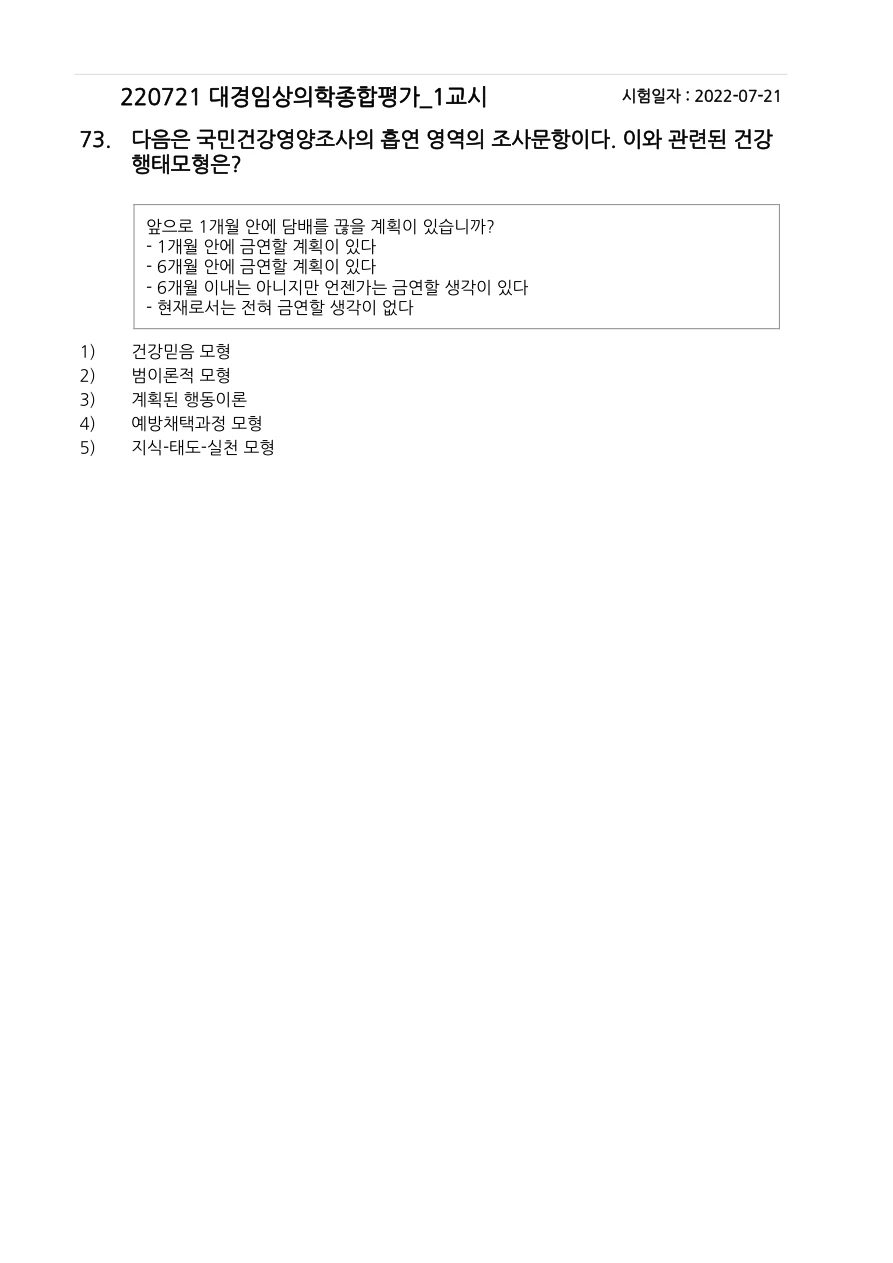 220721 대경임상의학종합평가_1교시
시험일자 : 2022-07-21
73. 다음은 국민건강영양조사의 흡연 영역의 조사문항이다. 이와 관련된 건강
행태모형은?
앞으로 1개월 안에 담배를 끊을 계획이 있습니까?
- 1개월 안에 금연할 계획이 있다
- 6개월 안에 금연할 계획이 있다
- 6개월 이내는 아니지만 언젠가는 금연할 생각이 있다
- 현재로서는 전혀 금연할 생각이 없다
1) 건강믿음 모형
2) 범이론적 모형
3) 계획된 행동이론
4) 예방채택과정 모형
5) 지식-태도-실천 모형